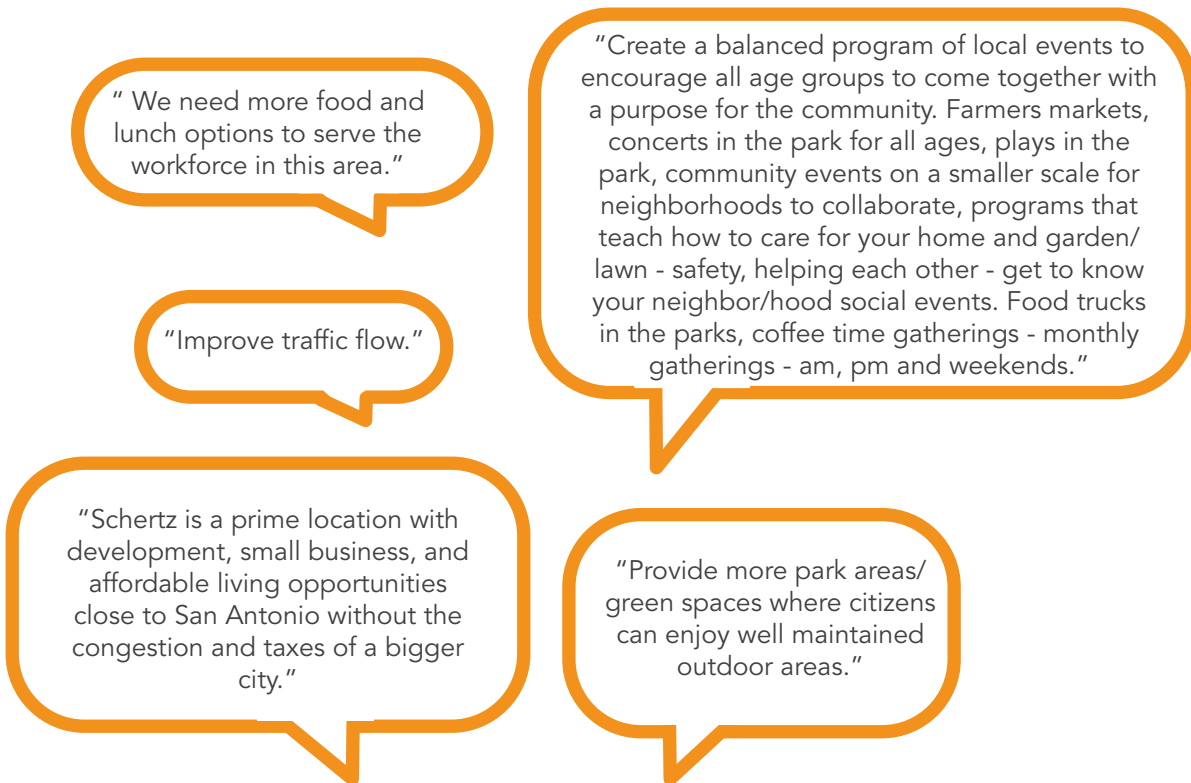 “ We need more food and
lunch options to serve the
workforce in this area.”
“Create a balanced program of local events to
encourage all age groups to come together with
a purpose for the community. Farmers markets,
concerts in the park for all ages, plays in the
park, community events on a smaller scale for
neighborhoods to collaborate, programs that
teach how to care for your home and garden/
lawn - safety, helping each other - get to know
your neighbor/hood social events. Food trucks
in the parks, coffee time gatherings - monthly
gatherings - am, pm and weekends.”
“Improve traffic flow.”
“Schertz is a prime location with
development, small business, and
affordable living opportunities
close to San Antonio without the
congestion and taxes of a bigger
city.”
“Provide more park areas/
green spaces where citizens
can enjoy well maintained
outdoor areas.”